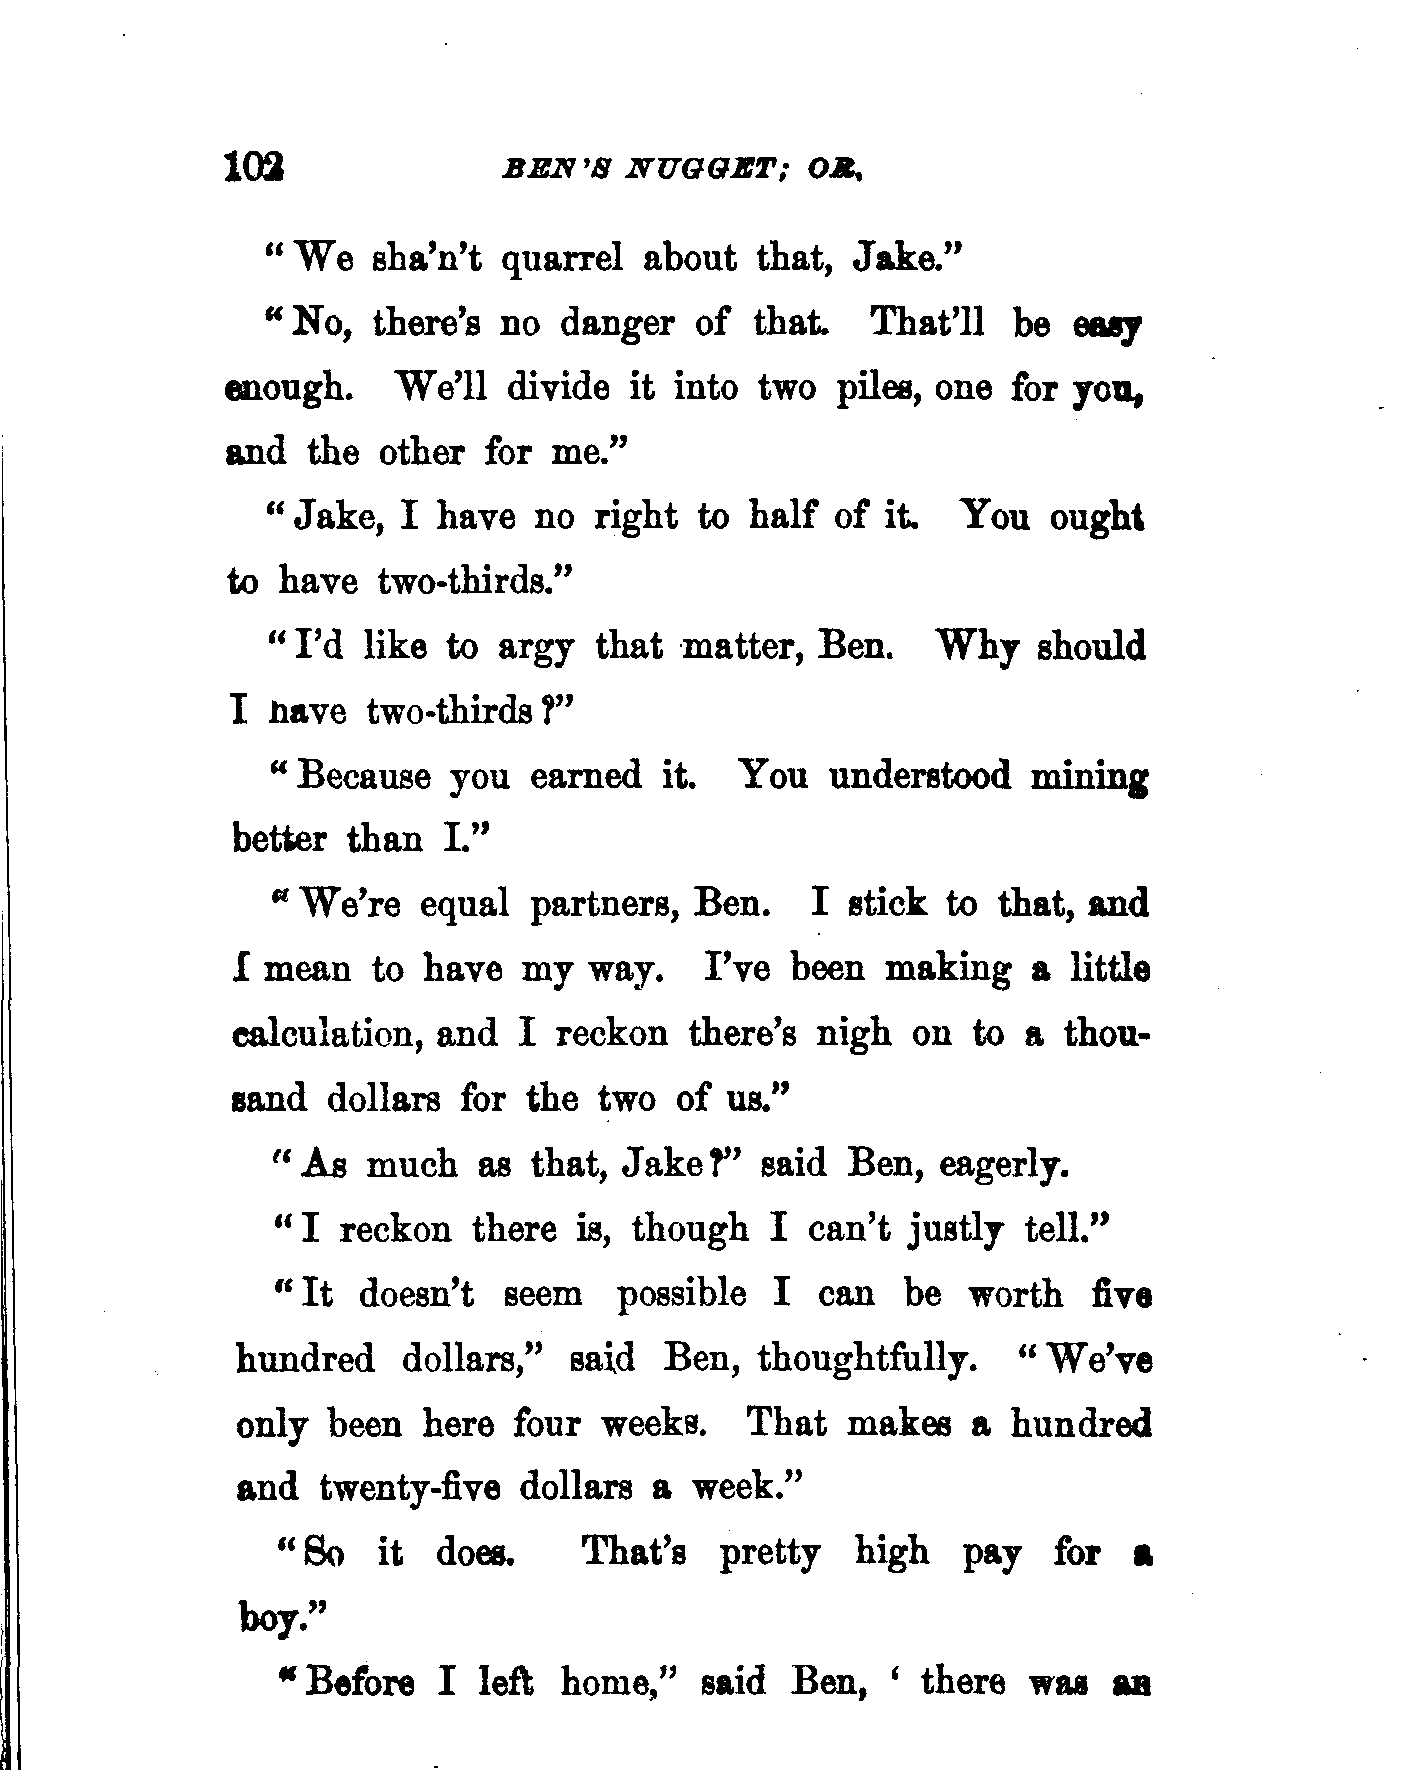 102 BEN'S NUGGET; OR,
"We sha'n't quarrel about that, Jake."
"No, there's no danger of that. That'll be easy
enough. We'll divide it into two piles, one for you,
and the other for me."
"Jake, I have no right to half of it. You ought
to have two-thirds."
"I'd like to argy that matter, Ben. Why should
I have two-thirds?"
"Because you earned it. You understood mining
better than I."
"We're equal partners, Ben. I stick to that, and
I mean to have my way. I've been making a little
calculation, and I reckon there's nigh on to a thou-
sand dollars for the two of us."
"As much as that, Jake?" said Ben, eagerly.
"I reckon there is, though I can't justly tell."
"It doesn't seem possible I can be worth five
hundred dollars," said Ben, thoughtfully. "We've
only been here four weeks. That makes a hundred
and twenty-five dollars a week."
"So it does. That's pretty high pay for a
boy."
"Before I left home," said Ben, ' there was an